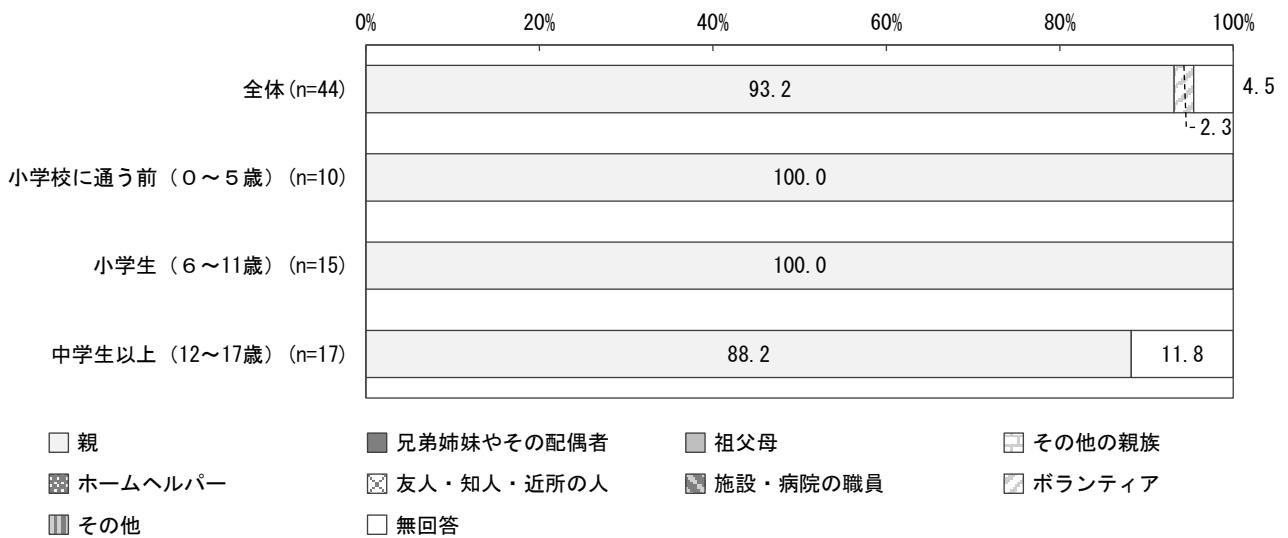 0% 20% 40% 60% 80% 100%
全体(n=44) 93.2 4.5
2.3
小学校に通う前（０～５歳）(n=10) 100.0
小学生（６～11歳）(n=15) 100.0
中学生以上（12～17歳）(n=17) 88.2 11.8
親 兄弟姉妹やその配偶者 祖父母 その他の親族
ホームヘルパー 友人・知人・近所の人 施設・病院の職員 ボランティア
その他 無回答